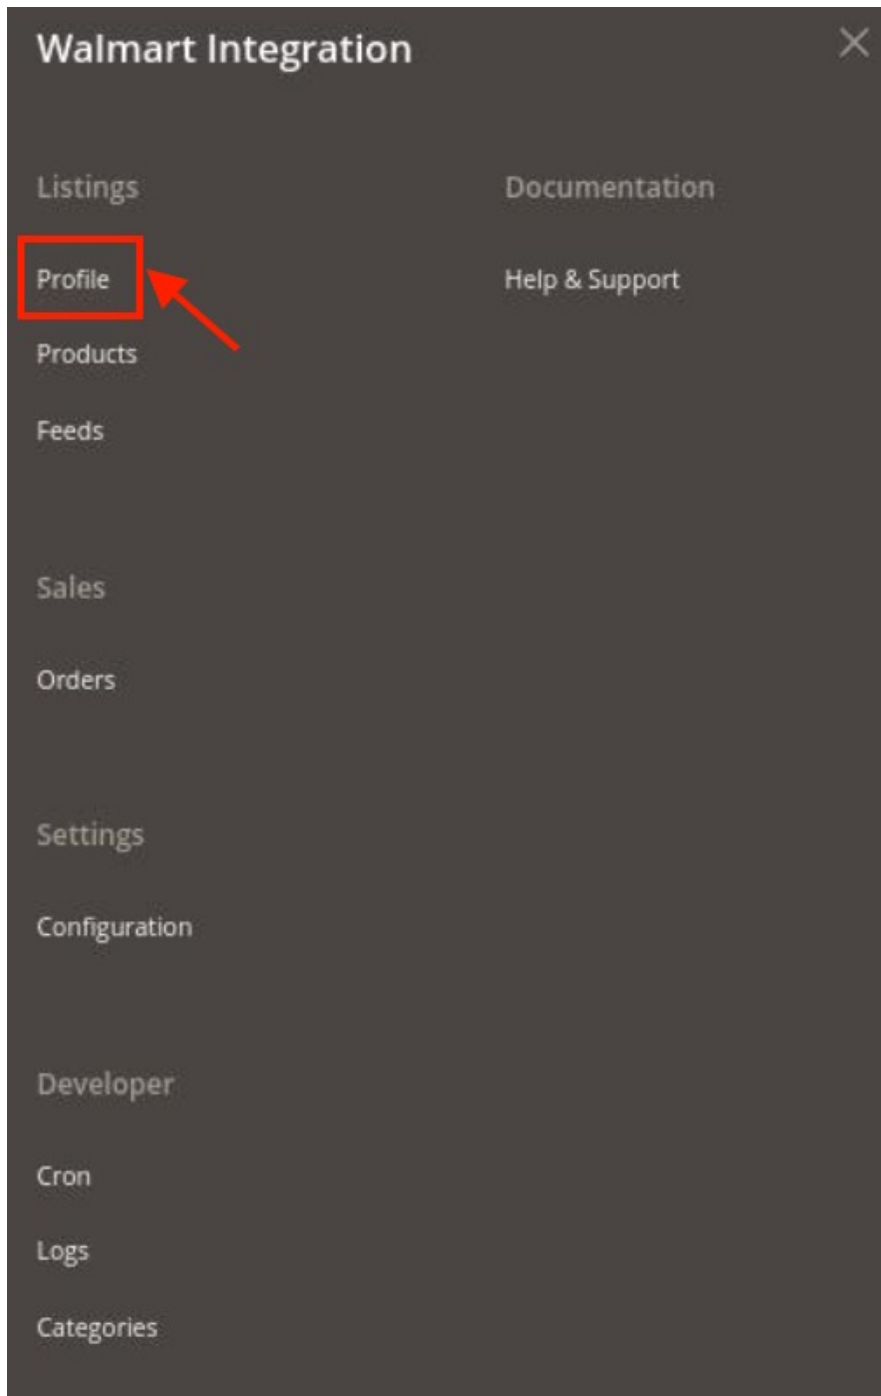 Walmart Integration
Listings
Profile
Products
Feeds
Sales
Orders
Settings
Configuration
Developer
Cron
Logs
Categories
Documentation
Help & Support